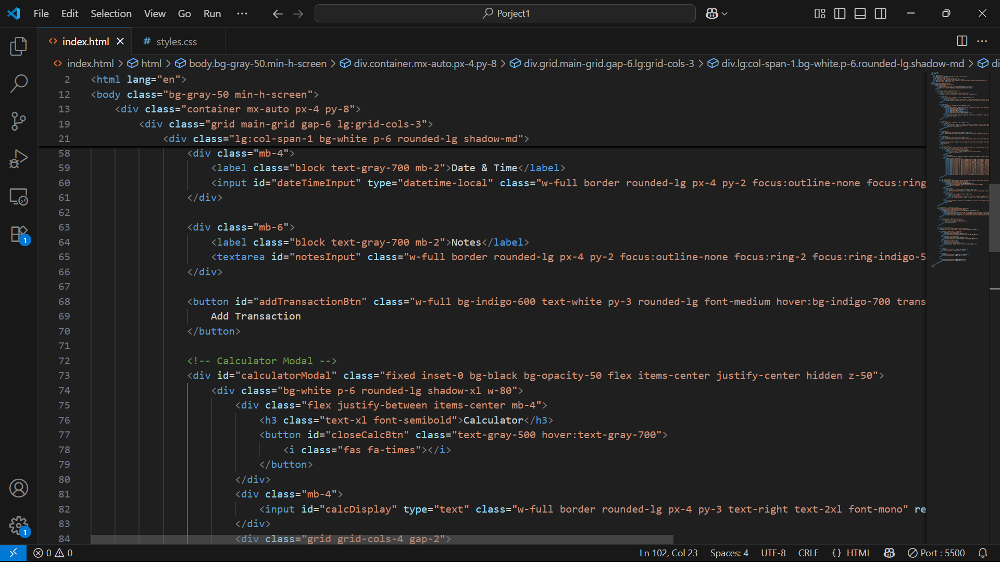 File Edit Selection View Go Run ··· Porject1
index.html styles.css
index.html > html > body.bg-gray-50.min-h-screen > div.container.mx-auto.px-4.py-8 > div.grid.main-grid.gap-6.lg:grid-cols-3 > div.lg:col-span-1.bg-white.p-6.rounded-lg.shadow-md > di
2 <html lang="en">
12 <body class="bg-gray-50 min-h-screen">
13 <div class="container mx-auto px-4 py-8">
19 <div class="grid main-grid gap-6 lg:grid-cols-3">
21 <div class="lg:col-span-1 bg-white p-6 rounded-lg shadow-md">
58 <div class="mb-4">
59 <label class="block text-gray-700 mb-2">Date & Time</label>
60 <input id="dateTimeInput" type="datetime-local" class="w-full border rounded-lg px-4 py-2 focus:outline-none focus:ring
61 </div>
62
63 <div class="mb-6">
64 <label class="block text-gray-700 mb-2">Notes</label>
65 <textarea id="notesInput" class="w-full border rounded-lg px-4 py-2 focus:outline-none focus:ring-2 focus:ring-indigo-5
66 </div>
67
68 <button id="addTransactionBtn" class="w-full bg-indigo-600 text-white py-3 rounded-lg font-medium hover:bg-indigo-700 trans
69 Add Transaction
70 </button>
71
72 <!-- Calculator Modal -->
73 <div id="calculatorModal" class="fixed inset-0 bg-black bg-opacity-50 flex items-center justify-center hidden z-50">
74 <div class="bg-white p-6 rounded-lg shadow-xl w-80">
75 <div class="flex justify-between items-center mb-4">
76 <h3 class="text-xl font-semibold">Calculator</h3>
77 <button id="closeCalcBtn" class="text-gray-500 hover:text-gray-700">
78 <i class="fas fa-times"></i>
79 </button>
80 </div>
81 <div class="mb-4">
82 <input id="calcDisplay" type="text" class="w-full border rounded-lg px-4 py-3 text-right text-2xl font-mono" re
83 </div>
84 <div class="grid grid-cols-4 gap-2">
1
1
0 0 Ln 102, Col 23 Spaces: 4 UTF-8 CRLF {} HTML Port : 5500